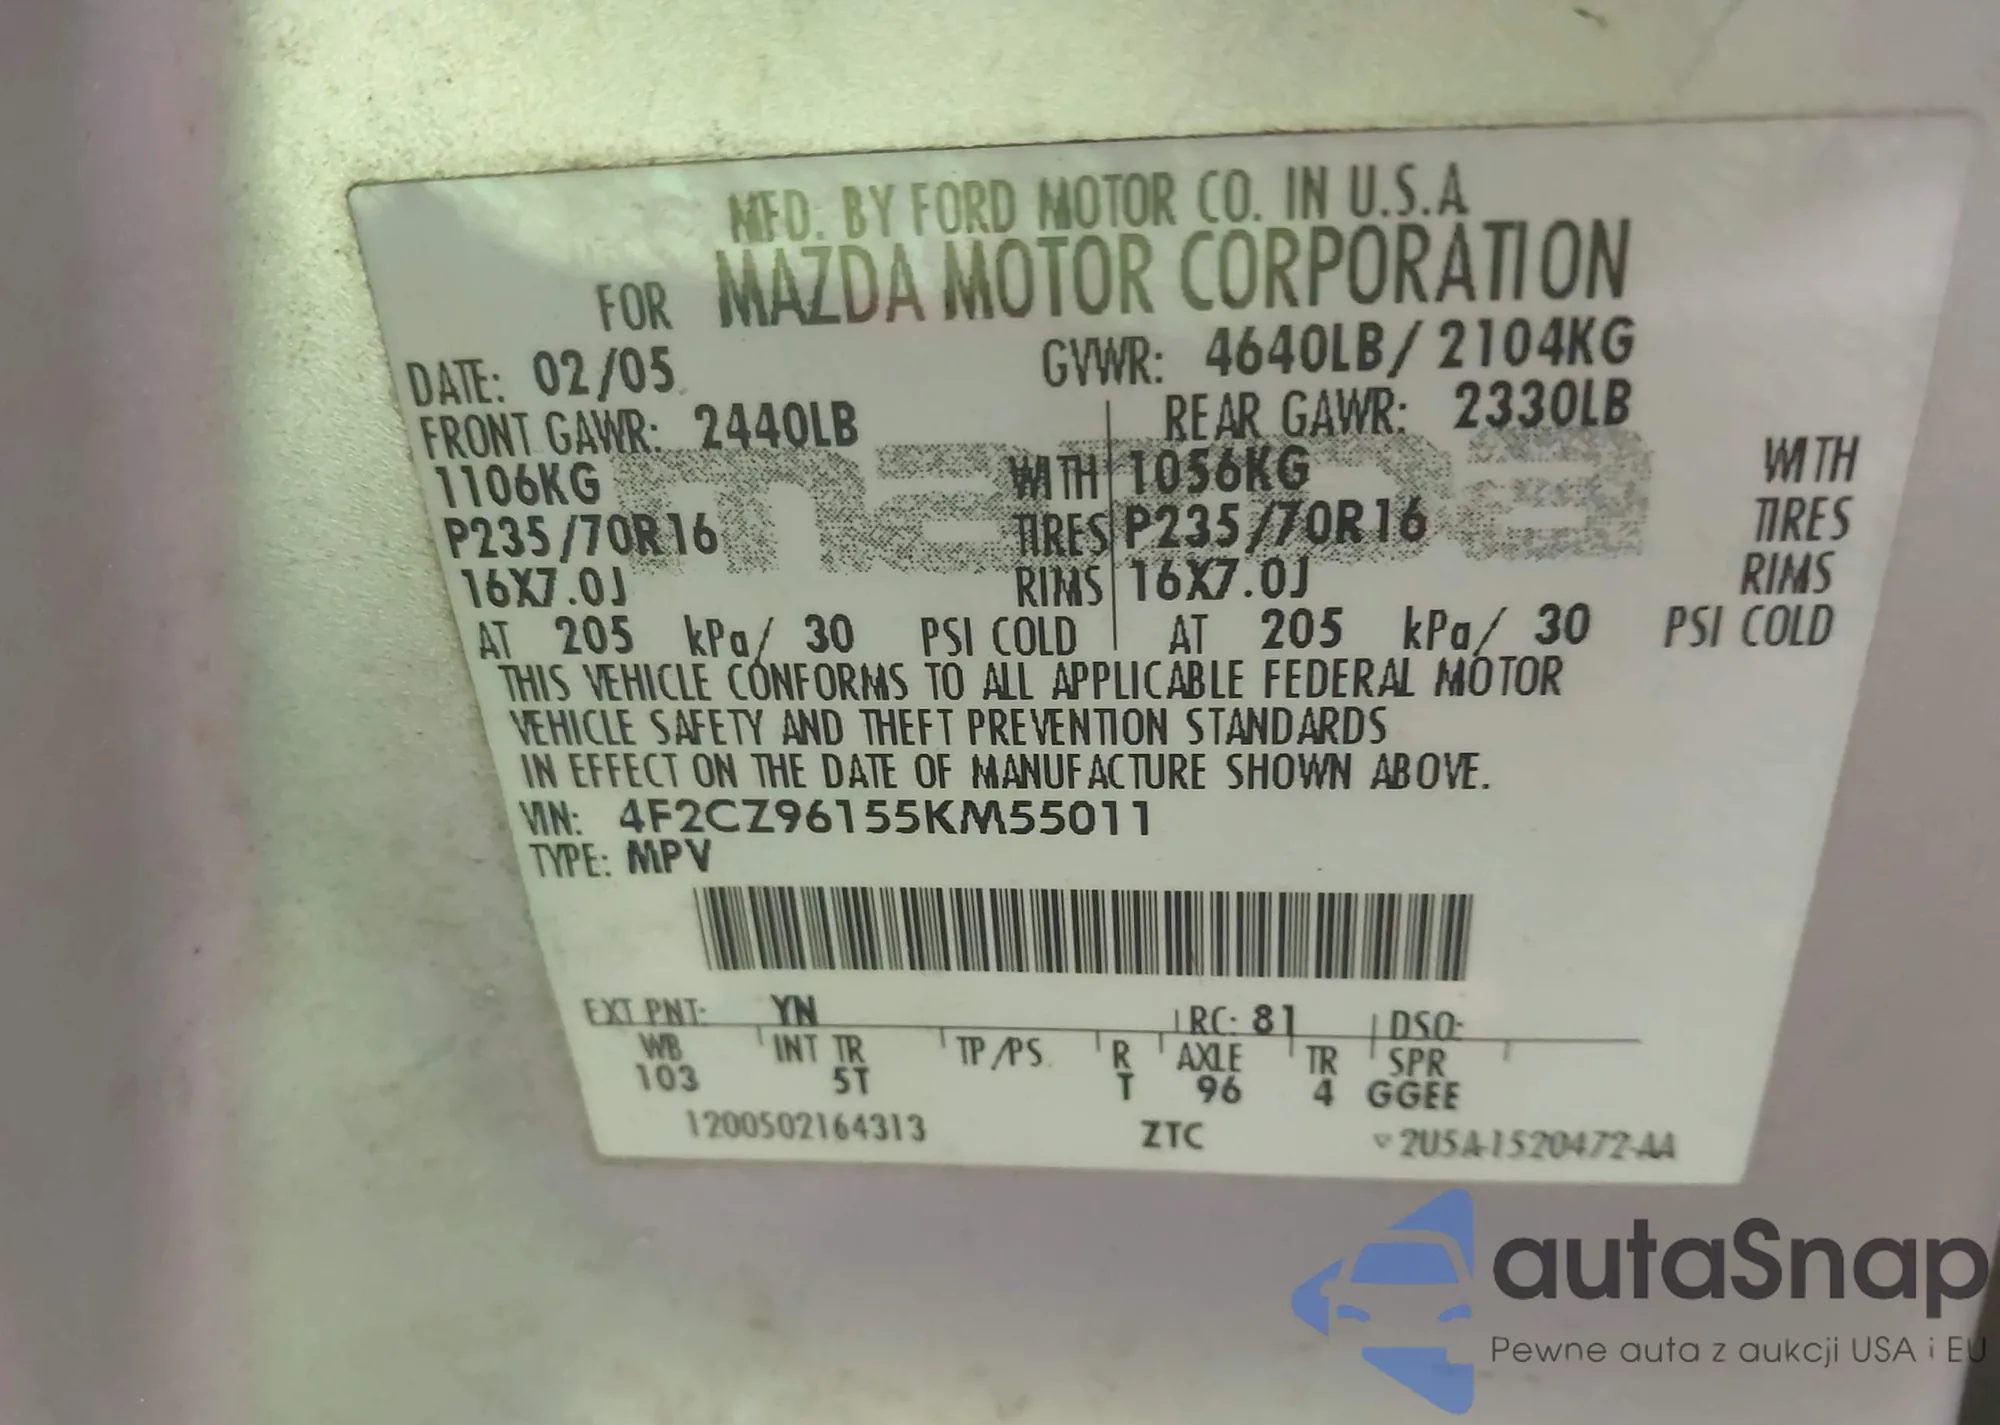 MFD. BY FORD MOTOR CO. IN U.S.A
FOR MAZDA MOTOR CORPORATION
DATE: 02/05 GVWR: 4640LB/ 2104KG
FRONT GAWR: 2440LB REAR GAWR: 2330LB
1106KG WITH 1056KG WITH
P235/70R16 TIRES P235/70R16 TIRES
16X7.0J RIMS 16X7.0J RIMS
AT 205 kPa/ 30 PSI COLD AT 205 kPa/ 30 PSI COLD
THIS VEHICLE CONFORMS TO ALL APPLICABLE FEDERAL MOTOR
VEHICLE SAFETY AND THEFT PREVENTION STANDARDS
IN EFFECT ON THE DATE OF MANUFACTURE SHOWN ABOVE.
VIN: 4F2CZ96155KM55011
TYPE: MPV
EXT PNT: YN RC: 81 DSO:
WB INT TR TP/PS R AXLE TR SPR
103 5T T 96 4 GGEE
1200502164313 ZTC 2U5A-1520472-AA
autaSnap
Pewne auta z aukcji USA i EU